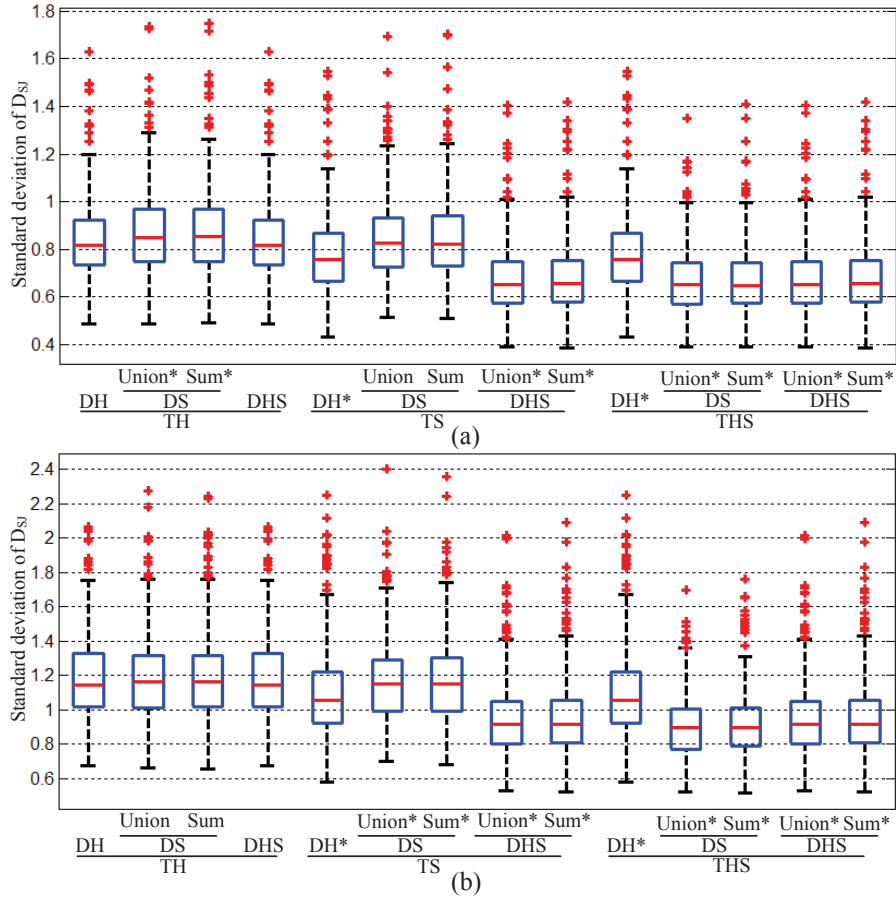 Standard deviation of D_SJ
1.8
1.6
1.4
1.2
1
0.8
0.6
0.4
Union* Sum* Union Sum Union* Sum* Union* Sum* Union* Sum*
DH DS DHS DH* DS DHS DH* DS DHS
TH TS THS
(a)
Standard deviation of D_SJ
2.4
2.2
2
1.8
1.6
1.4
1.2
1
0.8
0.6
Union Sum Union* Sum* Union* Sum* Union* Sum* Union* Sum*
DH DS DHS DH* DS DHS DH* DS DHS
TH TS THS
(b)